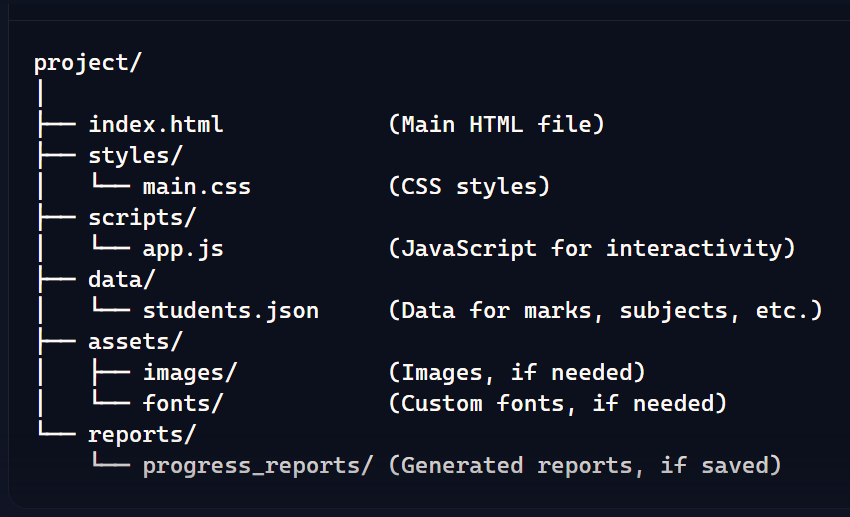 project/
│
├── index.html            (Main HTML file)
├── styles/
│   └── main.css          (CSS styles)
├── scripts/
│   └── app.js            (JavaScript for interactivity)
├── data/
│   └── students.json     (Data for marks, subjects, etc.)
├── assets/
│   ├── images/           (Images, if needed)
│   └── fonts/            (Custom fonts, if needed)
└── reports/
    └── progress_reports/ (Generated reports, if saved)